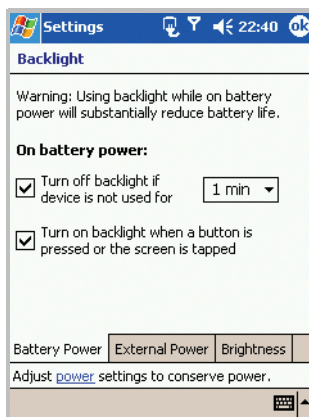 Settings 22:40 ok
Backlight
Warning: Using backlight while on battery
power will substantially reduce battery life.
On battery power:
Turn off backlight if
device is not used for 1 min
Turn on backlight when a button is
pressed or the screen is tapped
Battery Power External Power Brightness
Adjust power settings to conserve power.